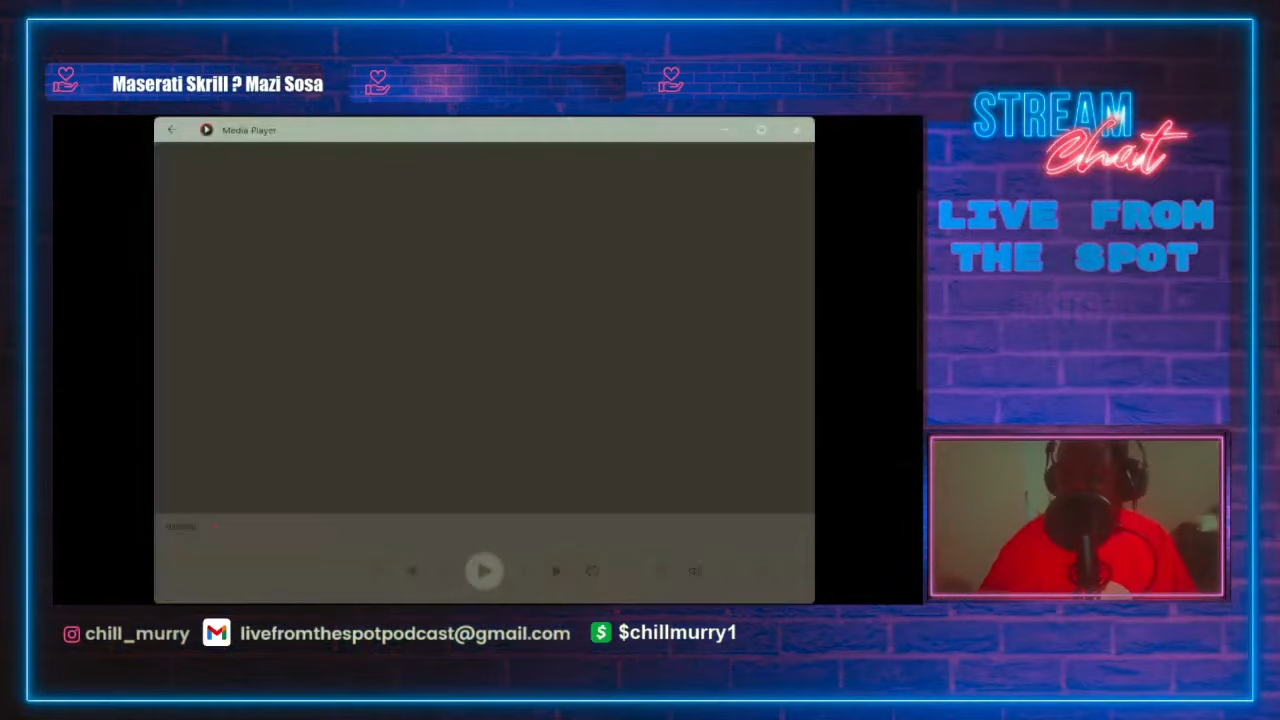 Maserati Skrill ? Mazi Sosa
STREAM
Chat
LIVE FROM
THE SPOT
Media Player
chill_murry
livefromthespotpodcast@gmail.com
$chillmurry1